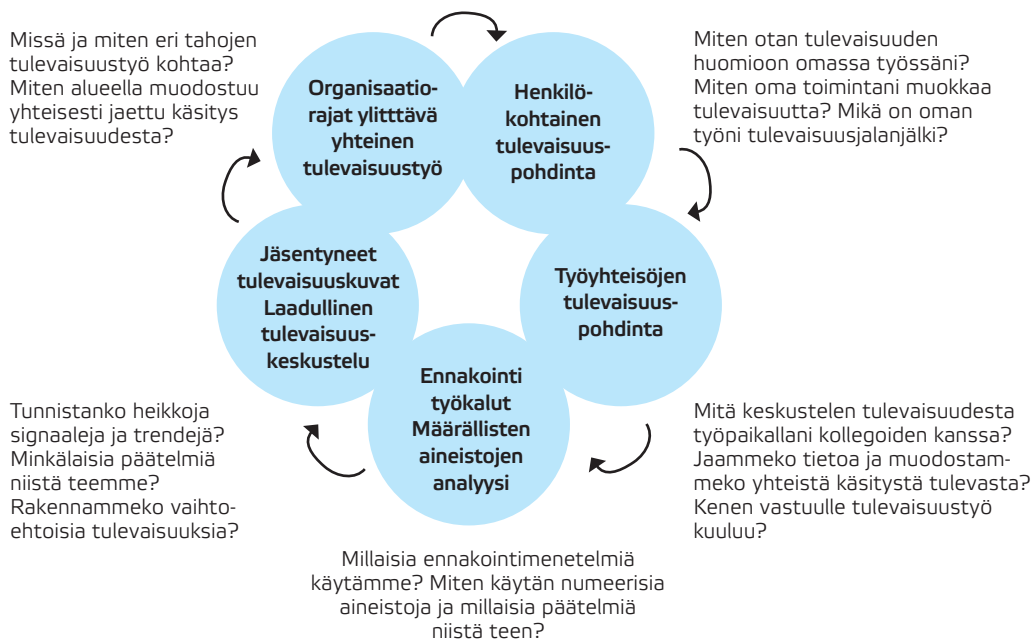 Missä ja miten eri tahojen
tulevaisuustyö kohtaa?
Miten alueella muodostuu
yhteisesti jaettu käsitys
tulevaisuudesta?
Organisaatio-
rajat ylitttävä
yhteinen
tulevaisuustyö
Henkilö-
kohtainen
tulevaisuus-
pohdinta
Miten otan tulevaisuuden
huomioon omassa työssäni?
Miten oma toimintani muokkaa
tulevaisuutta? Mikä on oman
työni tulevaisuusjalanjälki?
Jäsentyneet
tulevaisuuskuvat
Laadullinen
tulevaisuus-
keskustelu
Työyhteisöjen
tulevaisuus-
pohdinta
Ennakointi
työkalut
Määrällisten
aineistojen
analyysi
Tunnistanko heikkoja
signaaleja ja trendejä?
Minkälaisia päätelmiä
niistä teemme?
Rakennammeko vaihto-
ehtoisia tulevaisuuksia?
Mitä keskustelen tulevaisuudesta
työpaikallani kollegoiden kanssa?
Jaammeko tietoa ja muodostam-
meko yhteistä käsitystä tulevasta?
Kenen vastuulle tulevaisuustyö
kuuluu?
Millaisia ennakointimenetelmiä
käytämme? Miten käytän numeerisia
aineistoja ja millaisia päätelmiä
niistä teen?